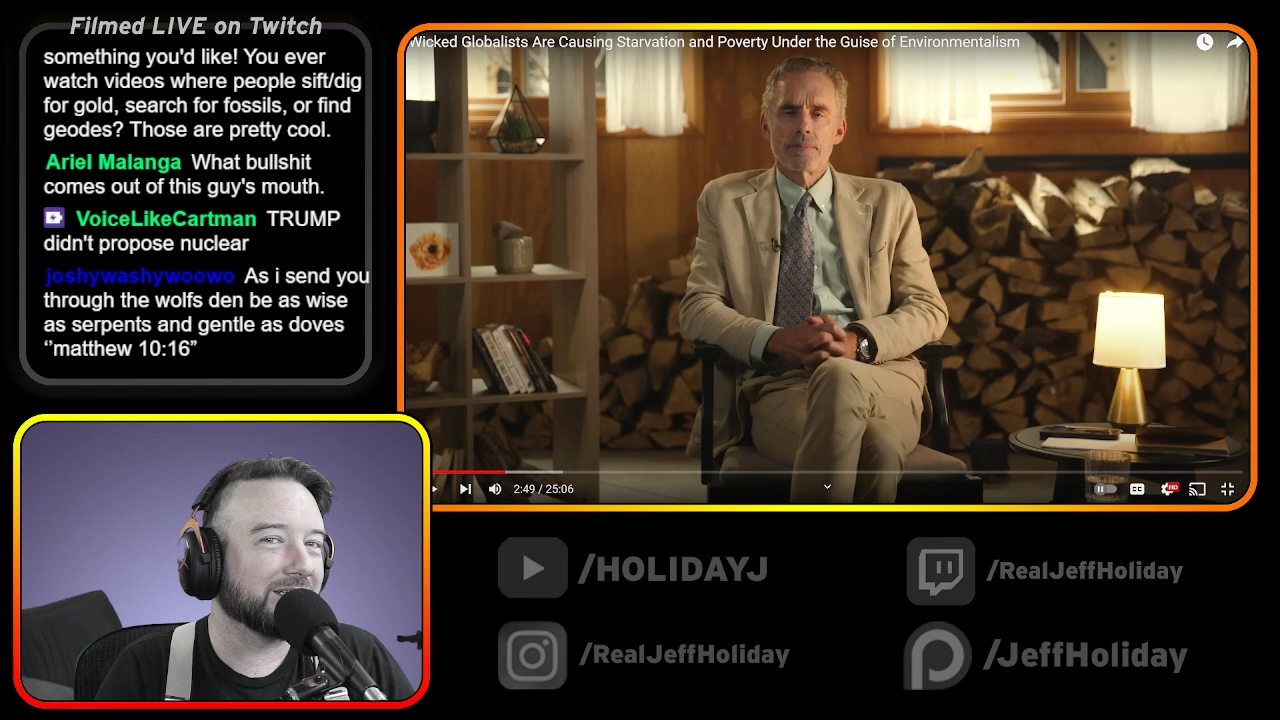 Filmed LIVE on Twitch
something you'd like! You ever
watch videos where people sift/dig
for gold, search for fossils, or find
geodes? Those are pretty cool.
Ariel Malanga What bullshit
comes out of this guy's mouth.
VoiceLikeCartman TRUMP
didn't propose nuclear
joshywashywoowo As i send you
through the wolfs den be as wise
as serpents and gentle as doves
‘’matthew 10:16”
Wicked Globalists Are Causing Starvation and Poverty Under the Guise of Environmentalism
2:49 / 25:06
CC
HD
/HOLIDAYJ
/RealJeffHoliday
/RealJeffHoliday
/JeffHoliday